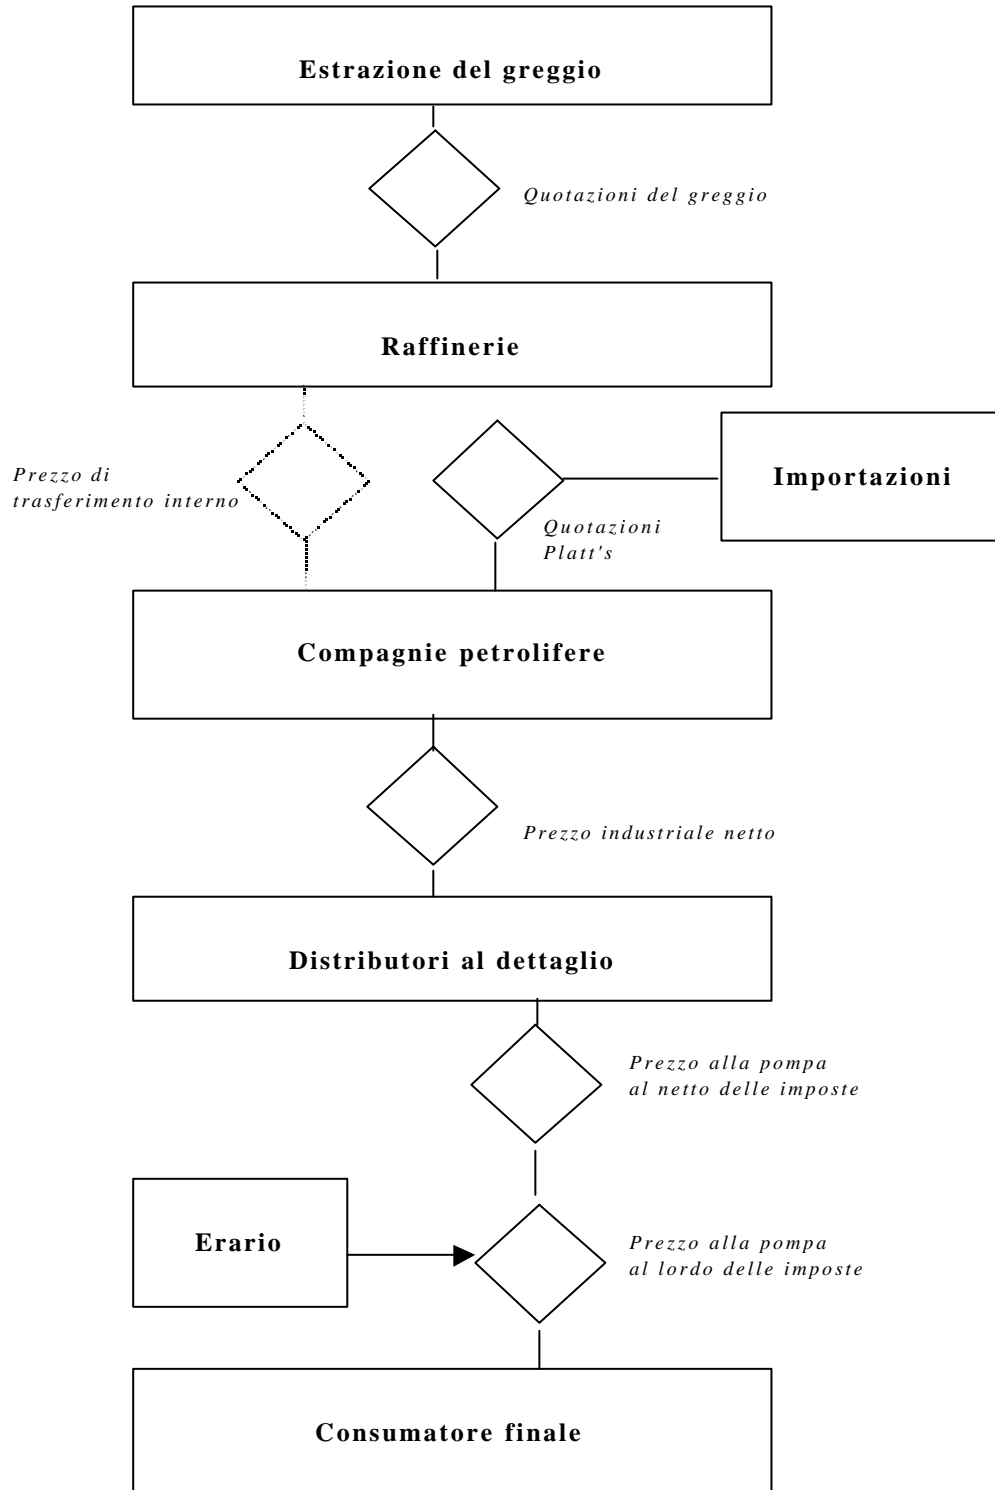 Estrazione del greggio
Quotazioni del greggio
Raffinerie
Prezzo di
trasferimento interno
Importazioni
Quotazioni
Platt's
Compagnie petrolifere
Prezzo industriale netto
Distributori al dettaglio
Prezzo alla pompa
al netto delle imposte
Erario
Prezzo alla pompa
al lordo delle imposte
Consumatore finale